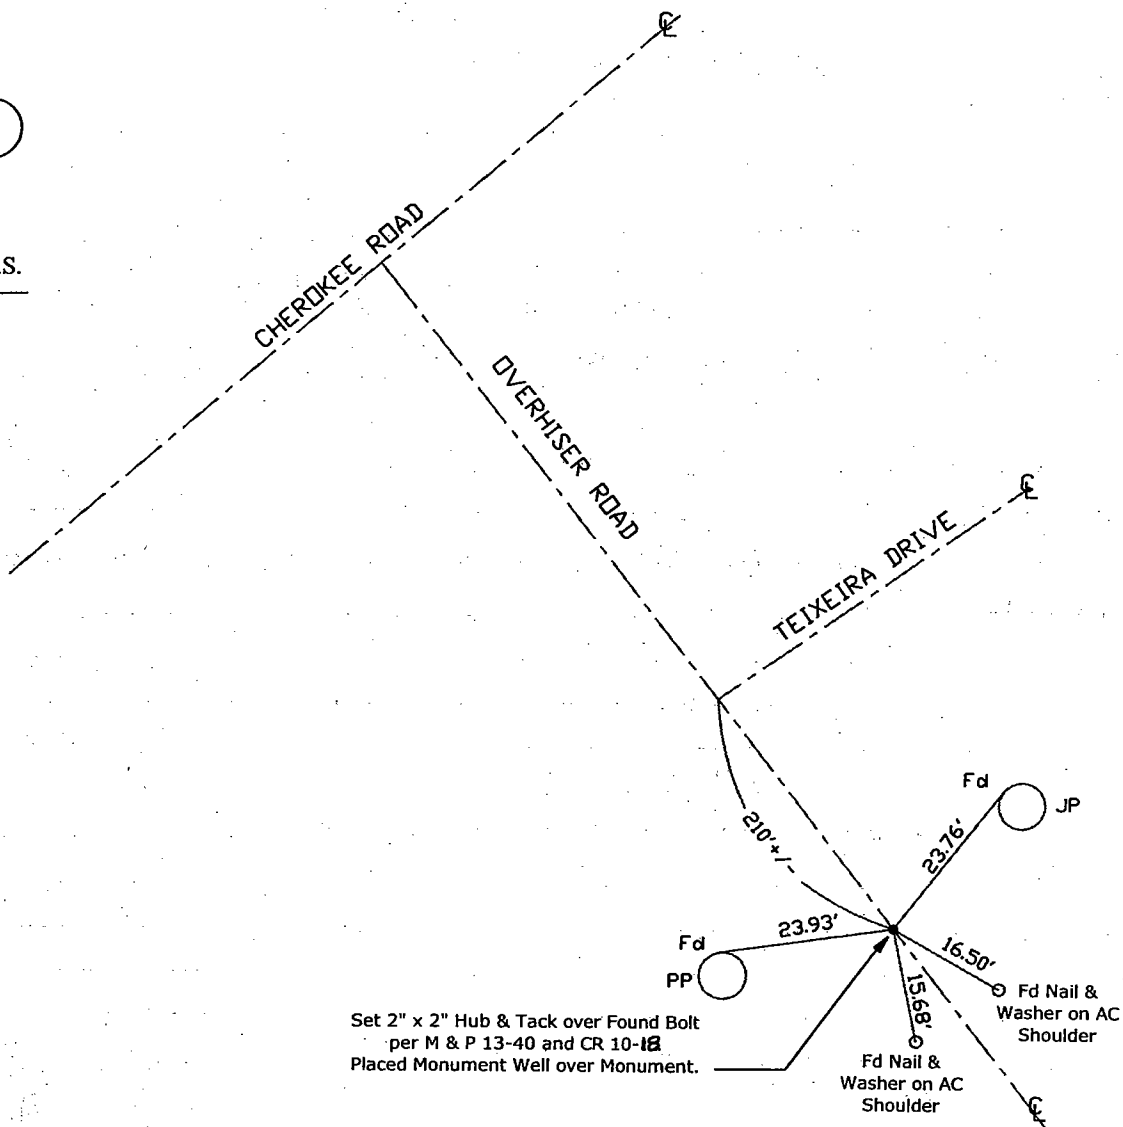 ℄
.S.
CHEROKEE ROAD
OVERHISER ROAD
℄
TEIXEIRA DRIVE
Fd
JP
23.76'
210'+/-
23.93'
Fd
PP
16.50'
15.68'
Fd Nail &
Washer on AC
Shoulder
Set 2" x 2" Hub & Tack over Found Bolt
per M & P 13-40 and CR 10-18
Placed Monument Well over Monument.
Fd Nail &
Washer on AC
Shoulder
℄